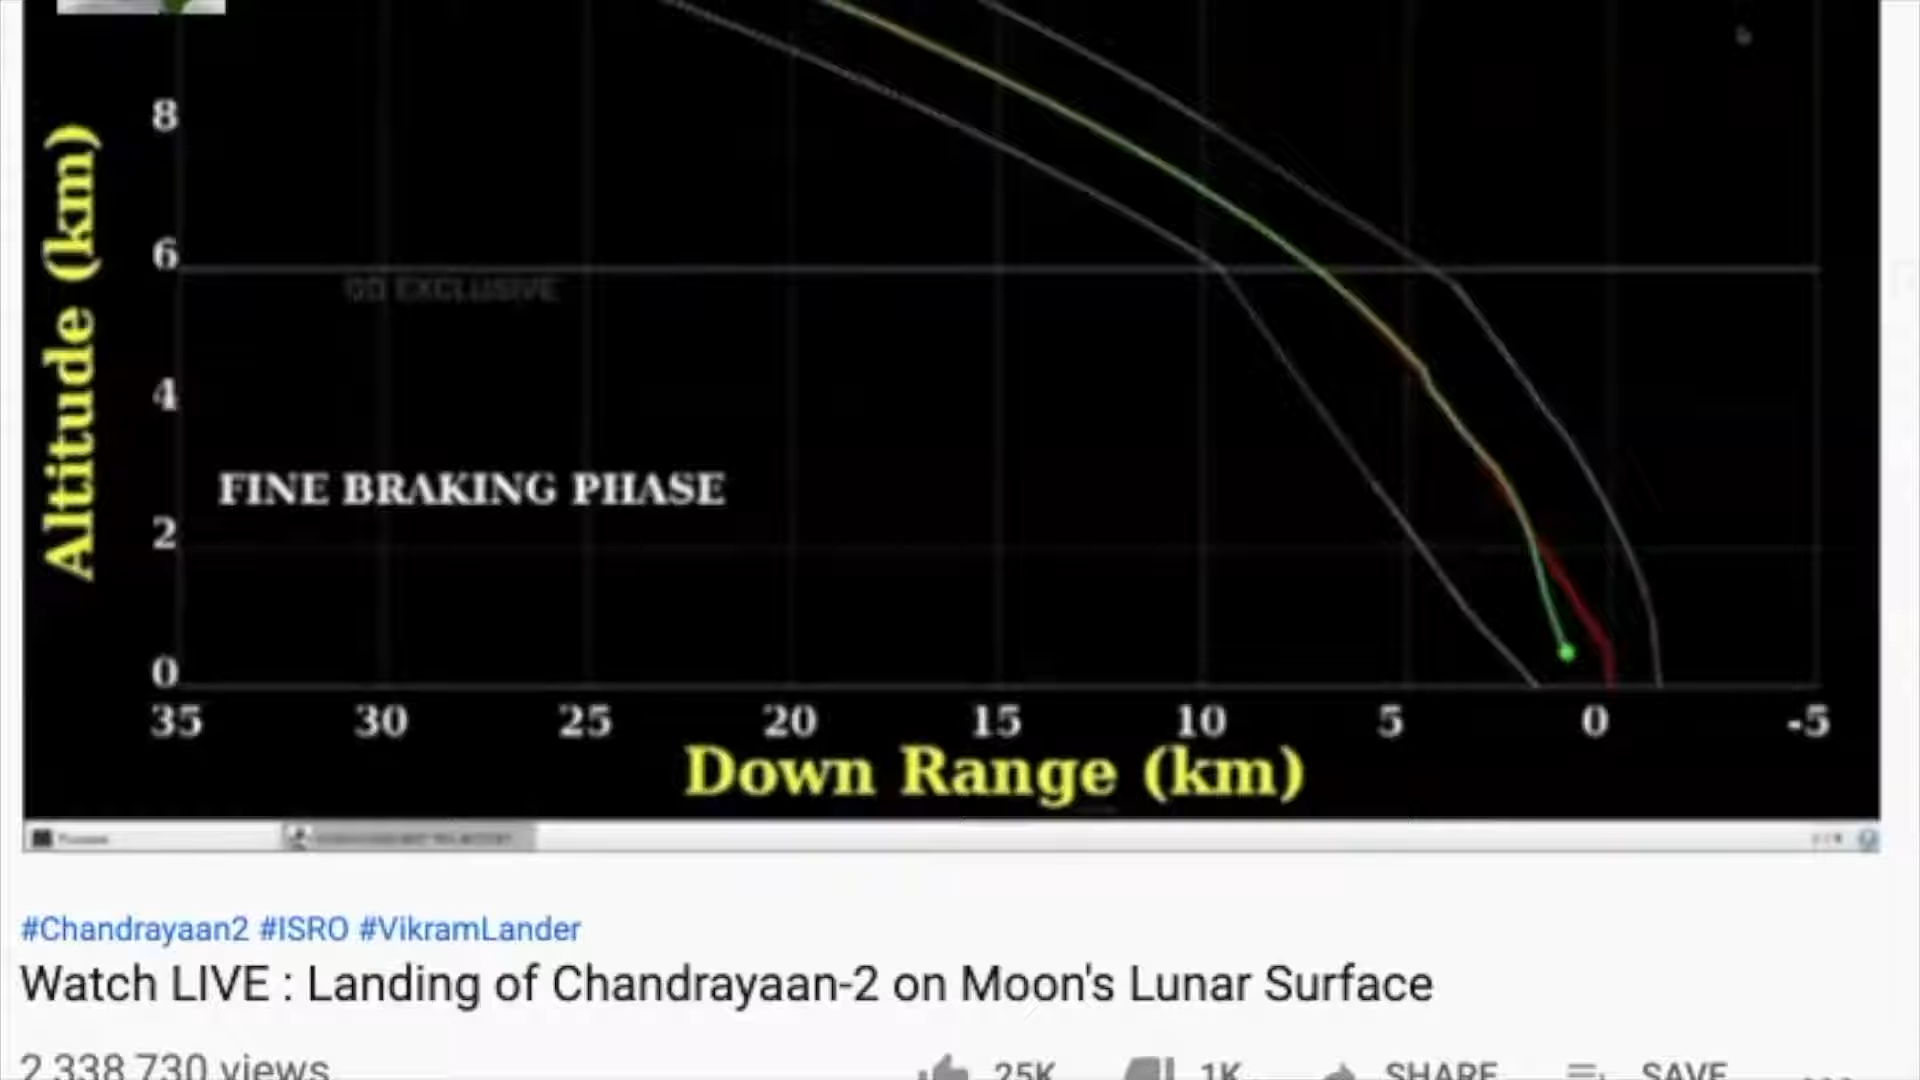 8
6
DD EXCLUSIVE
4
FINE BRAKING PHASE
2
0
Altitude (km)
35 30 25 20 15 10 5 0 -5
Down Range (km)
#Chandrayaan2 #ISRO #VikramLander
Watch LIVE : Landing of Chandrayaan-2 on Moon's Lunar Surface
2,338,730 views 25K 1K SHARE SAVE